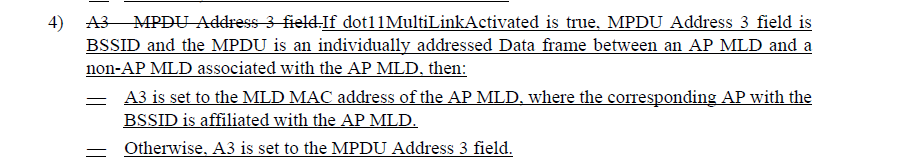 4) A3 MPDU Address 3 field.If dot11MultiLinkActivated is true, MPDU Address 3 field is
BSSID and the MPDU is an individually addressed Data frame between an AP MLD and a
non-AP MLD associated with the AP MLD, then:
— A3 is set to the MLD MAC address of the AP MLD, where the corresponding AP with the
BSSID is affiliated with the AP MLD.
— Otherwise, A3 is set to the MPDU Address 3 field.